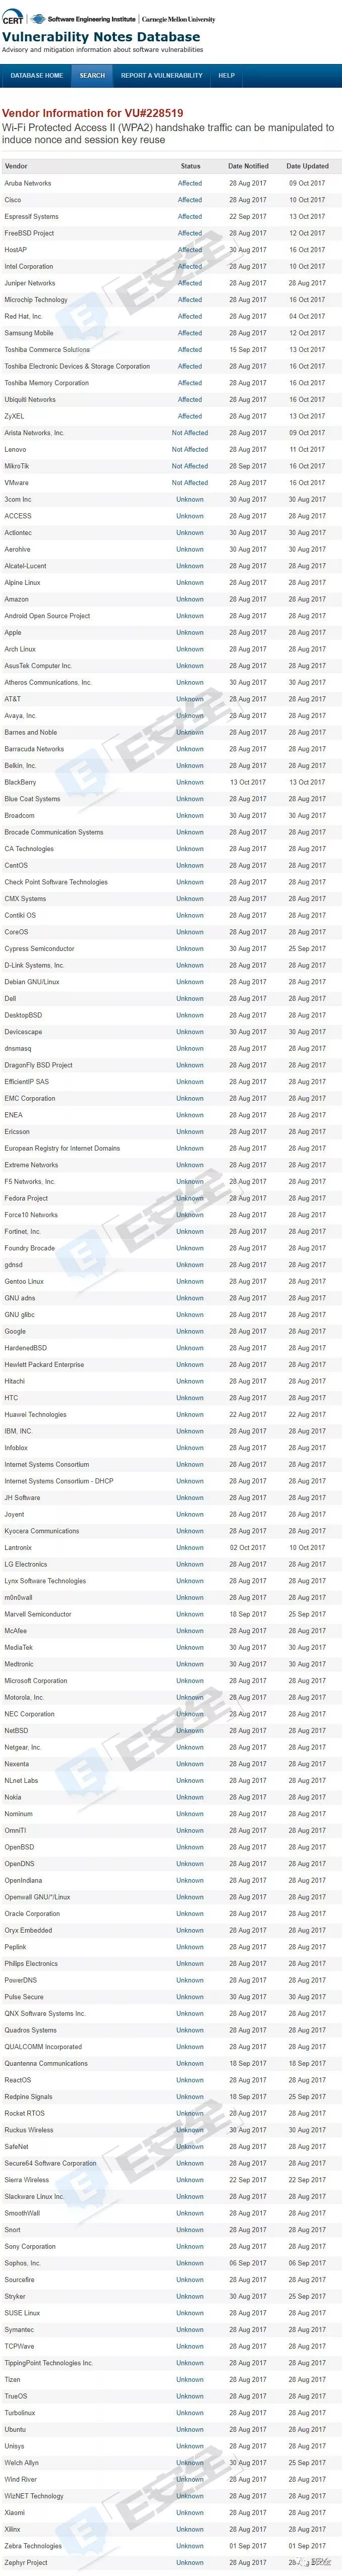 CERT Software Engineering Institute Carnegie Mellon University
Vulnerability Notes Database
Advisory and mitigation information about software vulnerabilities
DATABASE HOME SEARCH REPORT A VULNERABILITY HELP
Vendor Information for VU#228519
Wi-Fi Protected Access II (WPA2) handshake traffic can be manipulated to
induce nonce and session key reuse
Vendor Status Date Notified Date Updated
Aruba Networks Affected 28 Aug 2017 09 Oct 2017
Cisco Affected 28 Aug 2017 10 Oct 2017
Espressif Systems Affected 22 Sep 2017 13 Oct 2017
FreeBSD Project Affected 28 Aug 2017 12 Oct 2017
HostAP Affected 30 Aug 2017 16 Oct 2017
Intel Corporation Affected 28 Aug 2017 10 Oct 2017
Juniper Networks Affected 28 Aug 2017 28 Aug 2017
Microchip Technology Affected 28 Aug 2017 16 Oct 2017
Red Hat, Inc. Affected 28 Aug 2017 04 Oct 2017
Samsung Mobile Affected 28 Aug 2017 12 Oct 2017
Toshiba Commerce Solutions Affected 15 Sep 2017 13 Oct 2017
Toshiba Electronic Devices & Storage Corporation Affected 28 Aug 2017 16 Oct 2017
Toshiba Memory Corporation Affected 28 Aug 2017 16 Oct 2017
Ubiquiti Networks Affected 28 Aug 2017 16 Oct 2017
ZyXEL Affected 28 Aug 2017 13 Oct 2017
Arista Networks, Inc. Not Affected 28 Aug 2017 09 Oct 2017
Lenovo Not Affected 28 Aug 2017 11 Oct 2017
MikroTik Not Affected 28 Sep 2017 16 Oct 2017
VMware Not Affected 28 Aug 2017 16 Oct 2017
3com Inc Unknown 30 Aug 2017 30 Aug 2017
ACCESS Unknown 28 Aug 2017 28 Aug 2017
Actiontec Unknown 30 Aug 2017 30 Aug 2017
Aerohive Unknown 30 Aug 2017 30 Aug 2017
Alcatel-Lucent Unknown 28 Aug 2017 28 Aug 2017
Alpine Linux Unknown 28 Aug 2017 28 Aug 2017
Amazon Unknown 28 Aug 2017 28 Aug 2017
Android Open Source Project Unknown 28 Aug 2017 28 Aug 2017
Apple Unknown 28 Aug 2017 28 Aug 2017
Arch Linux Unknown 28 Aug 2017 28 Aug 2017
AsusTek Computer Inc. Unknown 28 Aug 2017 28 Aug 2017
Atheros Communications, Inc. Unknown 30 Aug 2017 30 Aug 2017
AT&T Unknown 28 Aug 2017 28 Aug 2017
Avaya, Inc. Unknown 28 Aug 2017 28 Aug 2017
Barnes and Noble Unknown 28 Aug 2017 28 Aug 2017
Barracuda Networks Unknown 28 Aug 2017 28 Aug 2017
Belkin, Inc. Unknown 28 Aug 2017 28 Aug 2017
BlackBerry Unknown 13 Oct 2017 13 Oct 2017
Blue Coat Systems Unknown 28 Aug 2017 28 Aug 2017
Broadcom Unknown 30 Aug 2017 30 Aug 2017
Brocade Communication Systems Unknown 28 Aug 2017 28 Aug 2017
CA Technologies Unknown 28 Aug 2017 28 Aug 2017
CentOS Unknown 28 Aug 2017 28 Aug 2017
Check Point Software Technologies Unknown 28 Aug 2017 28 Aug 2017
CMX Systems Unknown 28 Aug 2017 28 Aug 2017
Contiki OS Unknown 28 Aug 2017 28 Aug 2017
CoreOS Unknown 28 Aug 2017 28 Aug 2017
Cypress Semiconductor Unknown 30 Aug 2017 25 Sep 2017
D-Link Systems, Inc. Unknown 28 Aug 2017 28 Aug 2017
Debian GNU/Linux Unknown 28 Aug 2017 28 Aug 2017
Dell Unknown 28 Aug 2017 28 Aug 2017
DesktopBSD Unknown 28 Aug 2017 28 Aug 2017
Devicescape Unknown 30 Aug 2017 30 Aug 2017
dnsmasq Unknown 28 Aug 2017 28 Aug 2017
DragonFly BSD Project Unknown 28 Aug 2017 28 Aug 2017
EfficientIP SAS Unknown 28 Aug 2017 28 Aug 2017
EMC Corporation Unknown 28 Aug 2017 28 Aug 2017
ENEA Unknown 28 Aug 2017 28 Aug 2017
Ericsson Unknown 28 Aug 2017 28 Aug 2017
European Registry for Internet Domains Unknown 28 Aug 2017 28 Aug 2017
Extreme Networks Unknown 28 Aug 2017 28 Aug 2017
F5 Networks, Inc. Unknown 28 Aug 2017 28 Aug 2017
Fedora Project Unknown 28 Aug 2017 28 Aug 2017
Force10 Networks Unknown 28 Aug 2017 28 Aug 2017
Fortinet, Inc. Unknown 28 Aug 2017 28 Aug 2017
Foundry Brocade Unknown 28 Aug 2017 28 Aug 2017
gdnsd Unknown 28 Aug 2017 28 Aug 2017
Gentoo Linux Unknown 28 Aug 2017 28 Aug 2017
GNU adns Unknown 28 Aug 2017 28 Aug 2017
GNU glibc Unknown 28 Aug 2017 28 Aug 2017
Google Unknown 28 Aug 2017 28 Aug 2017
HardenedBSD Unknown 28 Aug 2017 28 Aug 2017
Hewlett Packard Enterprise Unknown 28 Aug 2017 28 Aug 2017
Hitachi Unknown 28 Aug 2017 28 Aug 2017
HTC Unknown 28 Aug 2017 28 Aug 2017
Huawei Technologies Unknown 22 Aug 2017 22 Aug 2017
IBM, INC. Unknown 28 Aug 2017 28 Aug 2017
Infoblox Unknown 28 Aug 2017 28 Aug 2017
Internet Systems Consortium Unknown 28 Aug 2017 28 Aug 2017
Internet Systems Consortium - DHCP Unknown 28 Aug 2017 28 Aug 2017
JH Software Unknown 28 Aug 2017 28 Aug 2017
Joyent Unknown 28 Aug 2017 28 Aug 2017
Kyocera Communications Unknown 28 Aug 2017 28 Aug 2017
Lantronix Unknown 02 Oct 2017 10 Oct 2017
LG Electronics Unknown 28 Aug 2017 28 Aug 2017
Lynx Software Technologies Unknown 28 Aug 2017 28 Aug 2017
m0n0wall Unknown 28 Aug 2017 28 Aug 2017
Marvell Semiconductor Unknown 18 Sep 2017 25 Sep 2017
McAfee Unknown 28 Aug 2017 28 Aug 2017
MediaTek Unknown 30 Aug 2017 30 Aug 2017
Medtronic Unknown 30 Aug 2017 30 Aug 2017
Microsoft Corporation Unknown 28 Aug 2017 28 Aug 2017
Motorola, Inc. Unknown 28 Aug 2017 28 Aug 2017
NEC Corporation Unknown 28 Aug 2017 28 Aug 2017
NetBSD Unknown 28 Aug 2017 28 Aug 2017
Netgear, Inc. Unknown 28 Aug 2017 28 Aug 2017
Nexenta Unknown 28 Aug 2017 28 Aug 2017
NLnet Labs Unknown 28 Aug 2017 28 Aug 2017
Nokia Unknown 28 Aug 2017 28 Aug 2017
Nominum Unknown 28 Aug 2017 28 Aug 2017
OmniTI Unknown 28 Aug 2017 28 Aug 2017
OpenBSD Unknown 28 Aug 2017 28 Aug 2017
OpenDNS Unknown 28 Aug 2017 28 Aug 2017
OpenIndiana Unknown 28 Aug 2017 28 Aug 2017
Openwall GNU/*/Linux Unknown 28 Aug 2017 28 Aug 2017
Oracle Corporation Unknown 28 Aug 2017 28 Aug 2017
Oryx Embedded Unknown 28 Aug 2017 28 Aug 2017
Peplink Unknown 28 Aug 2017 28 Aug 2017
Philips Electronics Unknown 28 Aug 2017 28 Aug 2017
PowerDNS Unknown 28 Aug 2017 28 Aug 2017
Pulse Secure Unknown 30 Aug 2017 30 Aug 2017
QNX Software Systems Inc. Unknown 28 Aug 2017 28 Aug 2017
Quadros Systems Unknown 28 Aug 2017 28 Aug 2017
QUALCOMM Incorporated Unknown 28 Aug 2017 28 Aug 2017
Quantenna Communications Unknown 18 Sep 2017 18 Sep 2017
ReactOS Unknown 28 Aug 2017 28 Aug 2017
Redpine Signals Unknown 18 Sep 2017 25 Sep 2017
Rocket RTOS Unknown 28 Aug 2017 28 Aug 2017
Ruckus Wireless Unknown 30 Aug 2017 30 Aug 2017
SafeNet Unknown 28 Aug 2017 28 Aug 2017
Secure64 Software Corporation Unknown 28 Aug 2017 28 Aug 2017
Sierra Wireless Unknown 22 Sep 2017 22 Sep 2017
Slackware Linux Inc. Unknown 28 Aug 2017 28 Aug 2017
SmoothWall Unknown 28 Aug 2017 28 Aug 2017
Snort Unknown 28 Aug 2017 28 Aug 2017
Sony Corporation Unknown 28 Aug 2017 28 Aug 2017
Sophos, Inc. Unknown 06 Sep 2017 06 Sep 2017
Sourcefire Unknown 28 Aug 2017 28 Aug 2017
Stryker Unknown 30 Aug 2017 25 Sep 2017
SUSE Linux Unknown 28 Aug 2017 28 Aug 2017
Symantec Unknown 28 Aug 2017 28 Aug 2017
TCPWave Unknown 28 Aug 2017 28 Aug 2017
TippingPoint Technologies Inc. Unknown 28 Aug 2017 28 Aug 2017
Tizen Unknown 28 Aug 2017 28 Aug 2017
TrueOS Unknown 28 Aug 2017 28 Aug 2017
Turbolinux Unknown 28 Aug 2017 28 Aug 2017
Ubuntu Unknown 28 Aug 2017 28 Aug 2017
Unisys Unknown 28 Aug 2017 28 Aug 2017
Welch Allyn Unknown 30 Aug 2017 25 Sep 2017
Wind River Unknown 28 Aug 2017 28 Aug 2017
WizNET Technology Unknown 28 Aug 2017 28 Aug 2017
Xiaomi Unknown 28 Aug 2017 28 Aug 2017
Xilinx Unknown 28 Aug 2017 28 Aug 2017
Zebra Technologies Unknown 01 Sep 2017 01 Sep 2017
Zephyr Project Unknown 28 Aug 2017 28
E安全